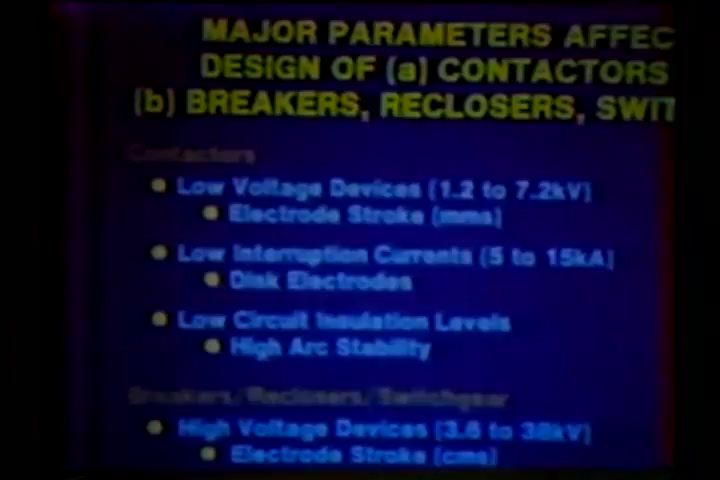 MAJOR PARAMETERS AFFEC
DESIGN OF (a) CONTACTORS
(b) BREAKERS, RECLOSERS, SWIT
Contactors
Low Voltage Devices (1.2 to 7.2kV)
Electrode Stroke (mms)
Low Interruption Currents (5 to 15kA)
Disk Electrodes
Low Circuit Insulation Levels
High Arc Stability
Breakers/Reclosers/Switchgear
High Voltage Devices (3.6 to 38kV)
Electrode Stroke (cms)